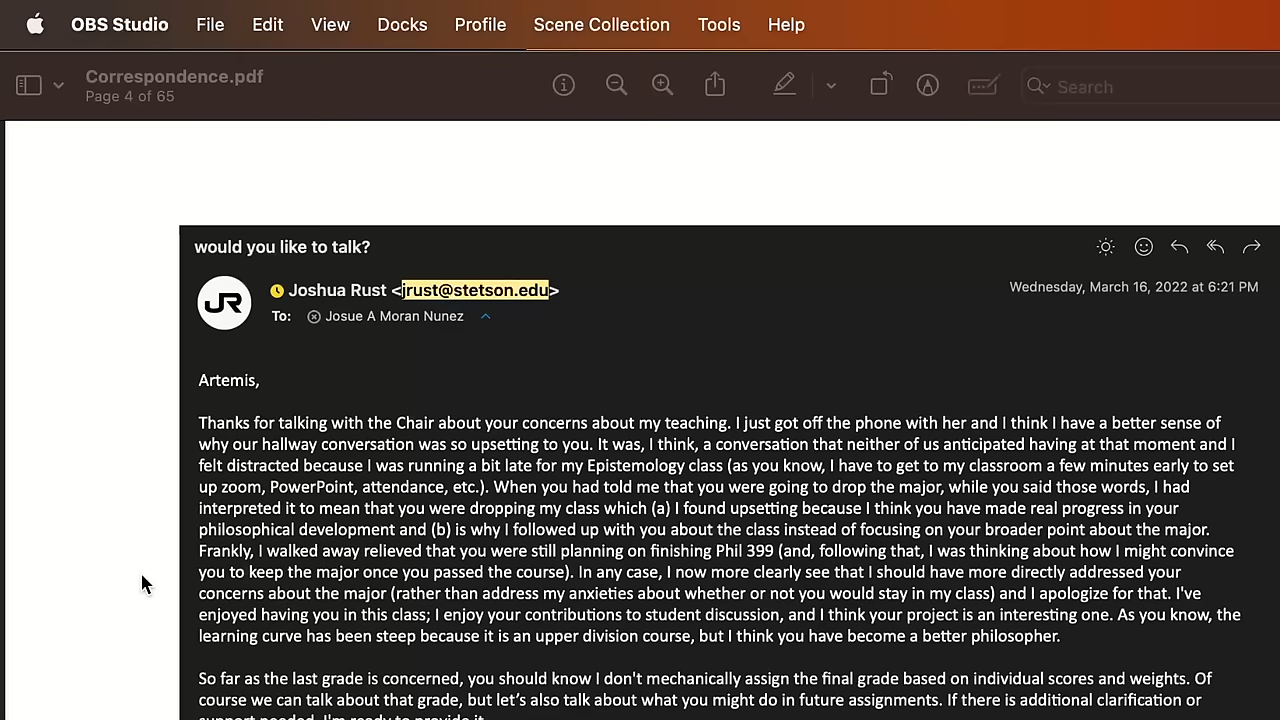 OBS Studio File Edit View Docks Profile Scene Collection Tools Help
Correspondence.pdf
Page 4 of 65
Search
would you like to talk?
JR
Joshua Rust <jrust@stetson.edu>
Wednesday, March 16, 2022 at 6:21 PM
To: Josue A Moran Nunez
Artemis,
Thanks for talking with the Chair about your concerns about my teaching. I just got off the phone with her and I think I have a better sense of
why our hallway conversation was so upsetting to you. It was, I think, a conversation that neither of us anticipated having at that moment and I
felt distracted because I was running a bit late for my Epistemology class (as you know, I have to get to my classroom a few minutes early to set
up zoom, PowerPoint, attendance, etc.). When you had told me that you were going to drop the major, while you said those words, I had
interpreted it to mean that you were dropping my class which (a) I found upsetting because I think you have made real progress in your
philosophical development and (b) is why I followed up with you about the class instead of focusing on your broader point about the major.
Frankly, I walked away relieved that you were still planning on finishing Phil 399 (and, following that, I was thinking about how I might convince
you to keep the major once you passed the course). In any case, I now more clearly see that I should have more directly addressed your
concerns about the major (rather than address my anxieties about whether or not you would stay in my class) and I apologize for that. I've
enjoyed having you in this class; I enjoy your contributions to student discussion, and I think your project is an interesting one. As you know, the
learning curve has been steep because it is an upper division course, but I think you have become a better philosopher.
So far as the last grade is concerned, you should know I don't mechanically assign the final grade based on individual scores and weights. Of
course we can talk about that grade, but let's also talk about what you might do in future assignments. If there is additional clarification or
support needed, I'm ready to provide it.